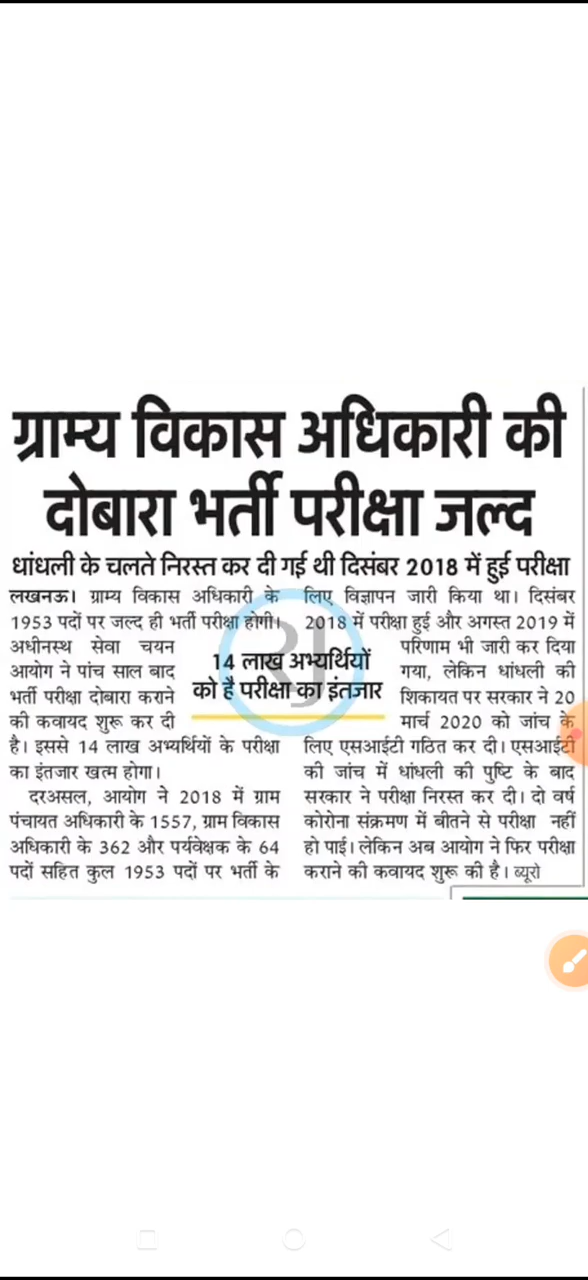 ग्राम्य विकास अधिकारी की
दोबारा भर्ती परीक्षा जल्द
धांधली के चलते निरस्त कर दी गई थी दिसंबर 2018 में हुई परीक्षा
लखनऊ। ग्राम्य विकास अधिकारी के
1953 पदों पर जल्द ही भर्ती परीक्षा होगी।
अधीनस्थ सेवा चयन
आयोग ने पांच साल बाद
भर्ती परीक्षा दोबारा कराने
की कवायद शुरू कर दी
है। इससे 14 लाख अभ्यर्थियों के परीक्षा
का इंतजार खत्म होगा।
दरअसल, आयोग ने 2018 में ग्राम
पंचायत अधिकारी के 1557, ग्राम विकास
अधिकारी के 362 और पर्यवेक्षक के 64
पदों सहित कुल 1953 पदों पर भर्ती के
14 लाख अभ्यर्थियों
को है परीक्षा का इंतजार
लिए विज्ञापन जारी किया था। दिसंबर
2018 में परीक्षा हुई और अगस्त 2019 में
परिणाम भी जारी कर दिया
गया, लेकिन धांधली की
शिकायत पर सरकार ने 20
मार्च 2020 को जांच के
लिए एसआईटी गठित कर दी। एसआईटी
की जांच में धांधली की पुष्टि के बाद
सरकार ने परीक्षा निरस्त कर दी। दो वर्ष
कोरोना संक्रमण में बीतने से परीक्षा नहीं
हो पाई। लेकिन अब आयोग ने फिर परीक्षा
कराने की कवायद शुरू की है। ब्यूरो